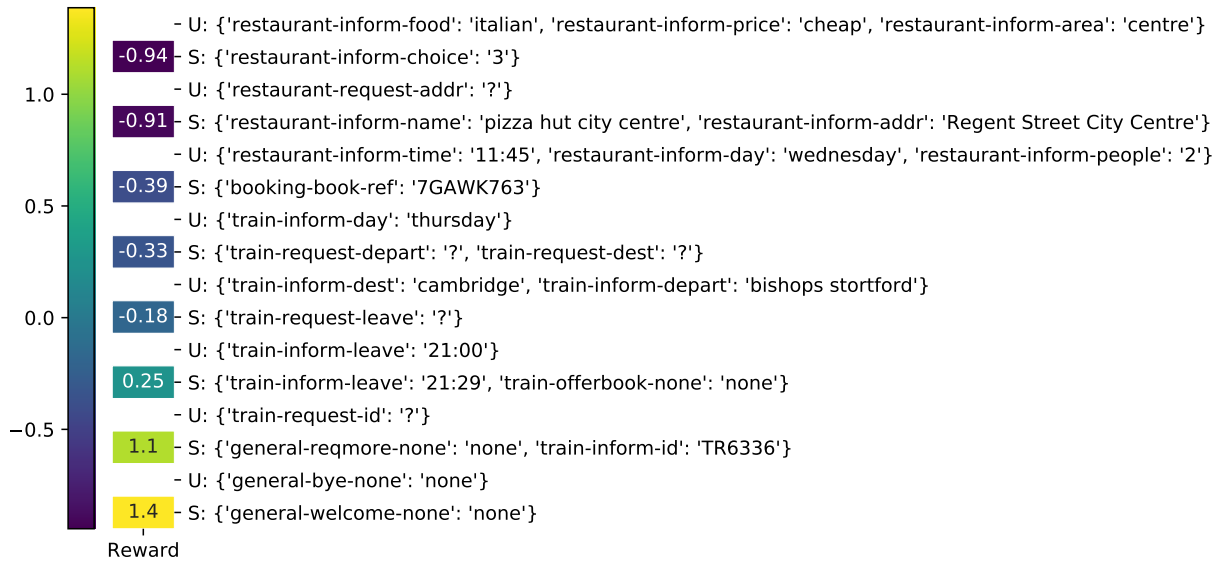 U: {'restaurant-inform-food': 'italian', 'restaurant-inform-price': 'cheap', 'restaurant-inform-area': 'centre'}
-0.94 S: {'restaurant-inform-choice': '3'}
1.0
U: {'restaurant-request-addr': '?'}
-0.91 S: {'restaurant-inform-name': 'pizza hut city centre', 'restaurant-inform-addr': 'Regent Street City Centre'}
U: {'restaurant-inform-time': '11:45', 'restaurant-inform-day': 'wednesday', 'restaurant-inform-people': '2'}
-0.39 S: {'booking-book-ref': '7GAWK763'}
0.5
U: {'train-inform-day': 'thursday'}
-0.33 S: {'train-request-depart': '?', 'train-request-dest': '?'}
U: {'train-inform-dest': 'cambridge', 'train-inform-depart': 'bishops stortford'}
0.0
-0.18 S: {'train-request-leave': '?'}
U: {'train-inform-leave': '21:00'}
0.25 S: {'train-inform-leave': '21:29', 'train-offerbook-none': 'none'}
U: {'train-request-id': '?'}
−0.5
1.1 S: {'general-reqmore-none': 'none', 'train-inform-id': 'TR6336'}
U: {'general-bye-none': 'none'}
1.4 S: {'general-welcome-none': 'none'}
Reward